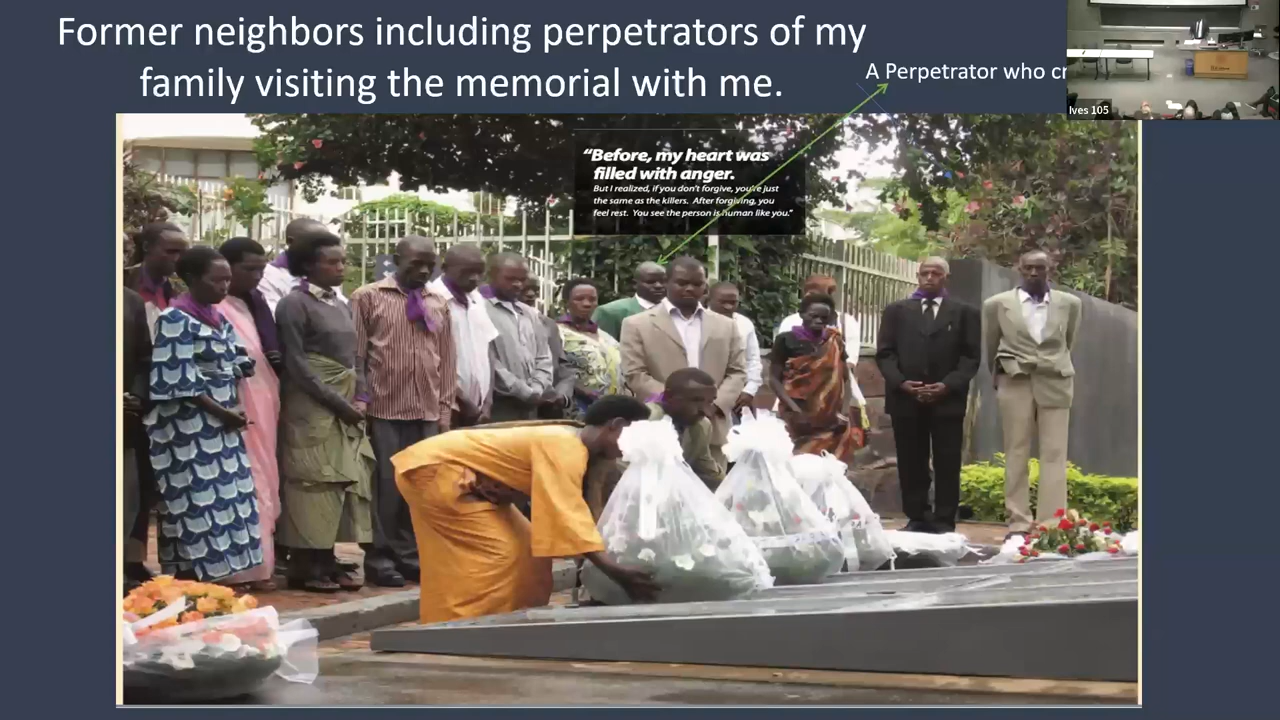 Former neighbors including perpetrators of my
family visiting the memorial with me.
A Perpetrator who
"Before, my heart was
filled with anger.
But I realized, if you don't forgive, you're just
the same as the killers. After forgiving, you
feel rest. You see the person is human like you."
Ives 105